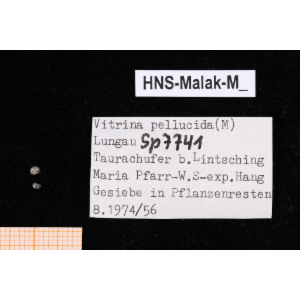 HNS-Malak-M_
Vitrina pellucida(M)
Lungau Sp7741
Taurachufer b.Lintsching
Maria Pfarr-W.S-exp.Hang
Gesiebe in Pflanzenresten
8.1974/56